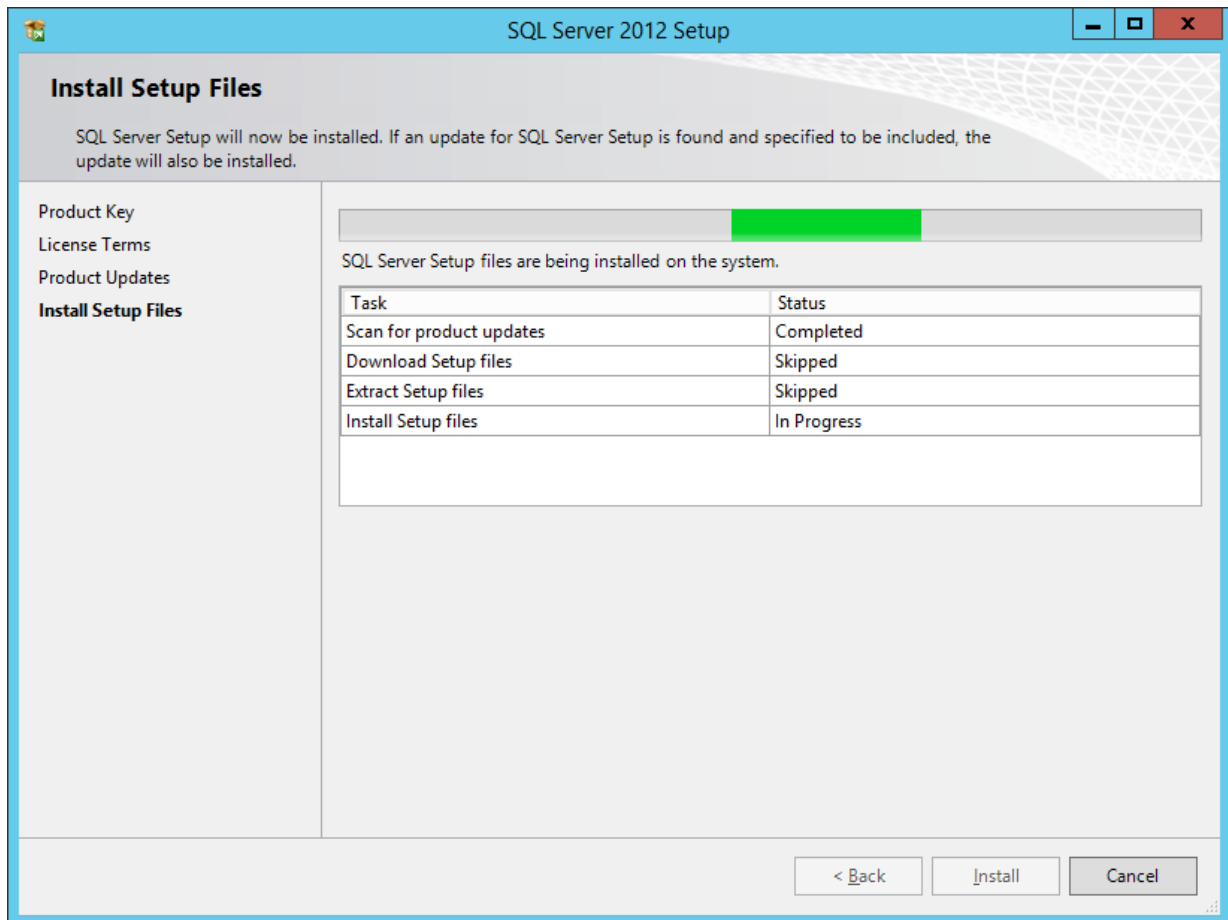 SQL Server 2012 Setup
Install Setup Files
SQL Server Setup will now be installed. If an update for SQL Server Setup is found and specified to be included, the
update will also be installed.
Product Key
License Terms
Product Updates
Install Setup Files
SQL Server Setup files are being installed on the system.
Task Status
Scan for product updates Completed
Download Setup files Skipped
Extract Setup files Skipped
Install Setup files In Progress
< Back Install Cancel